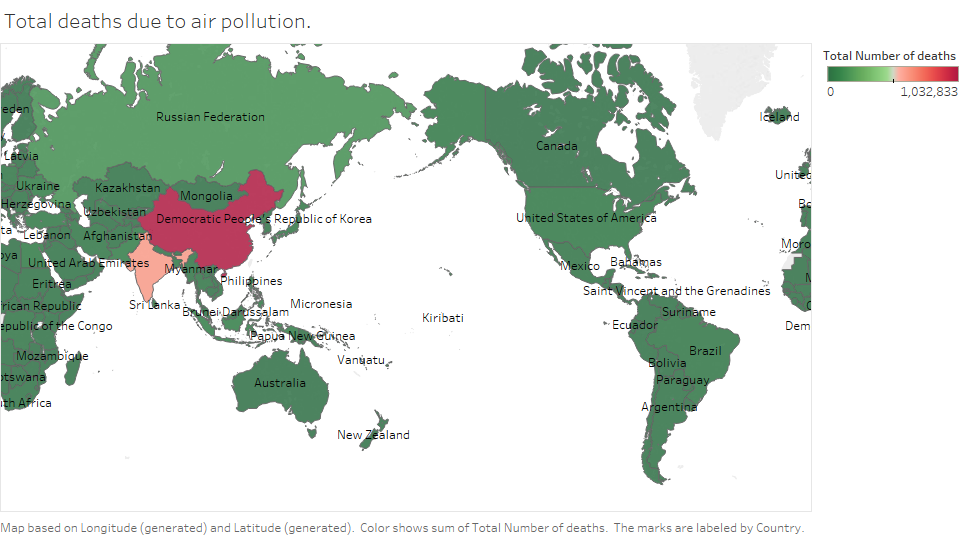 Total deaths due to air pollution.
Total Number of deaths
0
1,032,833
Russian Federation
Iceland
eden
Canada
Latvia
United
Ukraine
Kazakhstan
Mongolia
Herzegovina
Uzbekistan
Democratic People's Republic of Korea
United States of America
ta
Lebanon
Afghanistan
Moro
oya
United Arab Emirates
Myanmar
Mexico
Bahamas
Eritrea
Philippines
Saint Vincent and the Grenadines
rican Republic
Sri Lanka
Brunei Darussalam
Micronesia
Suriname
epublic of the Congo
Kiribati
Ecuador
Dem
Papua New Guinea
Mozambique
Vanuatu
Brazil
Bolivia
otswana
Australia
Paraguay
th Africa
Argentina
New Zealand
Map based on Longitude (generated) and Latitude (generated). Color shows sum of Total Number of deaths. The marks are labeled by Country.